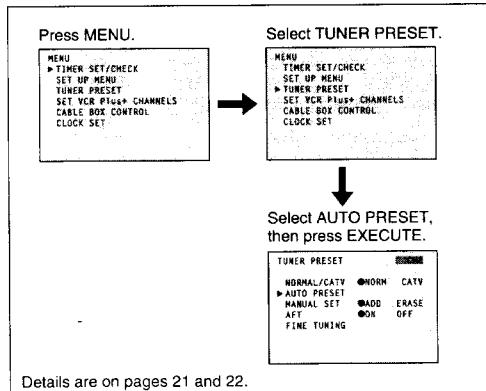 Press MENU.
MENU
TIMER SET/CHECK
SET UP MENU
TUNER PRESET
SET VCR Plus+ CHANNELS
CABLE BOX CONTROL
CLOCK SET
Select TUNER PRESET.
MENU
TIMER SET/CHECK
SET UP MENU
TUNER PRESET
SET VCR Plus+ CHANNELS
CABLE BOX CONTROL
CLOCK SET
Select AUTO PRESET,
then press EXECUTE.
TUNER PRESET
NORMAL/CATV ●NORM CATV
AUTO PRESET
MANUAL SET ●ADD ERASE
AFT ●ON OFF
FINE TUNING
Details are on pages 21 and 22.